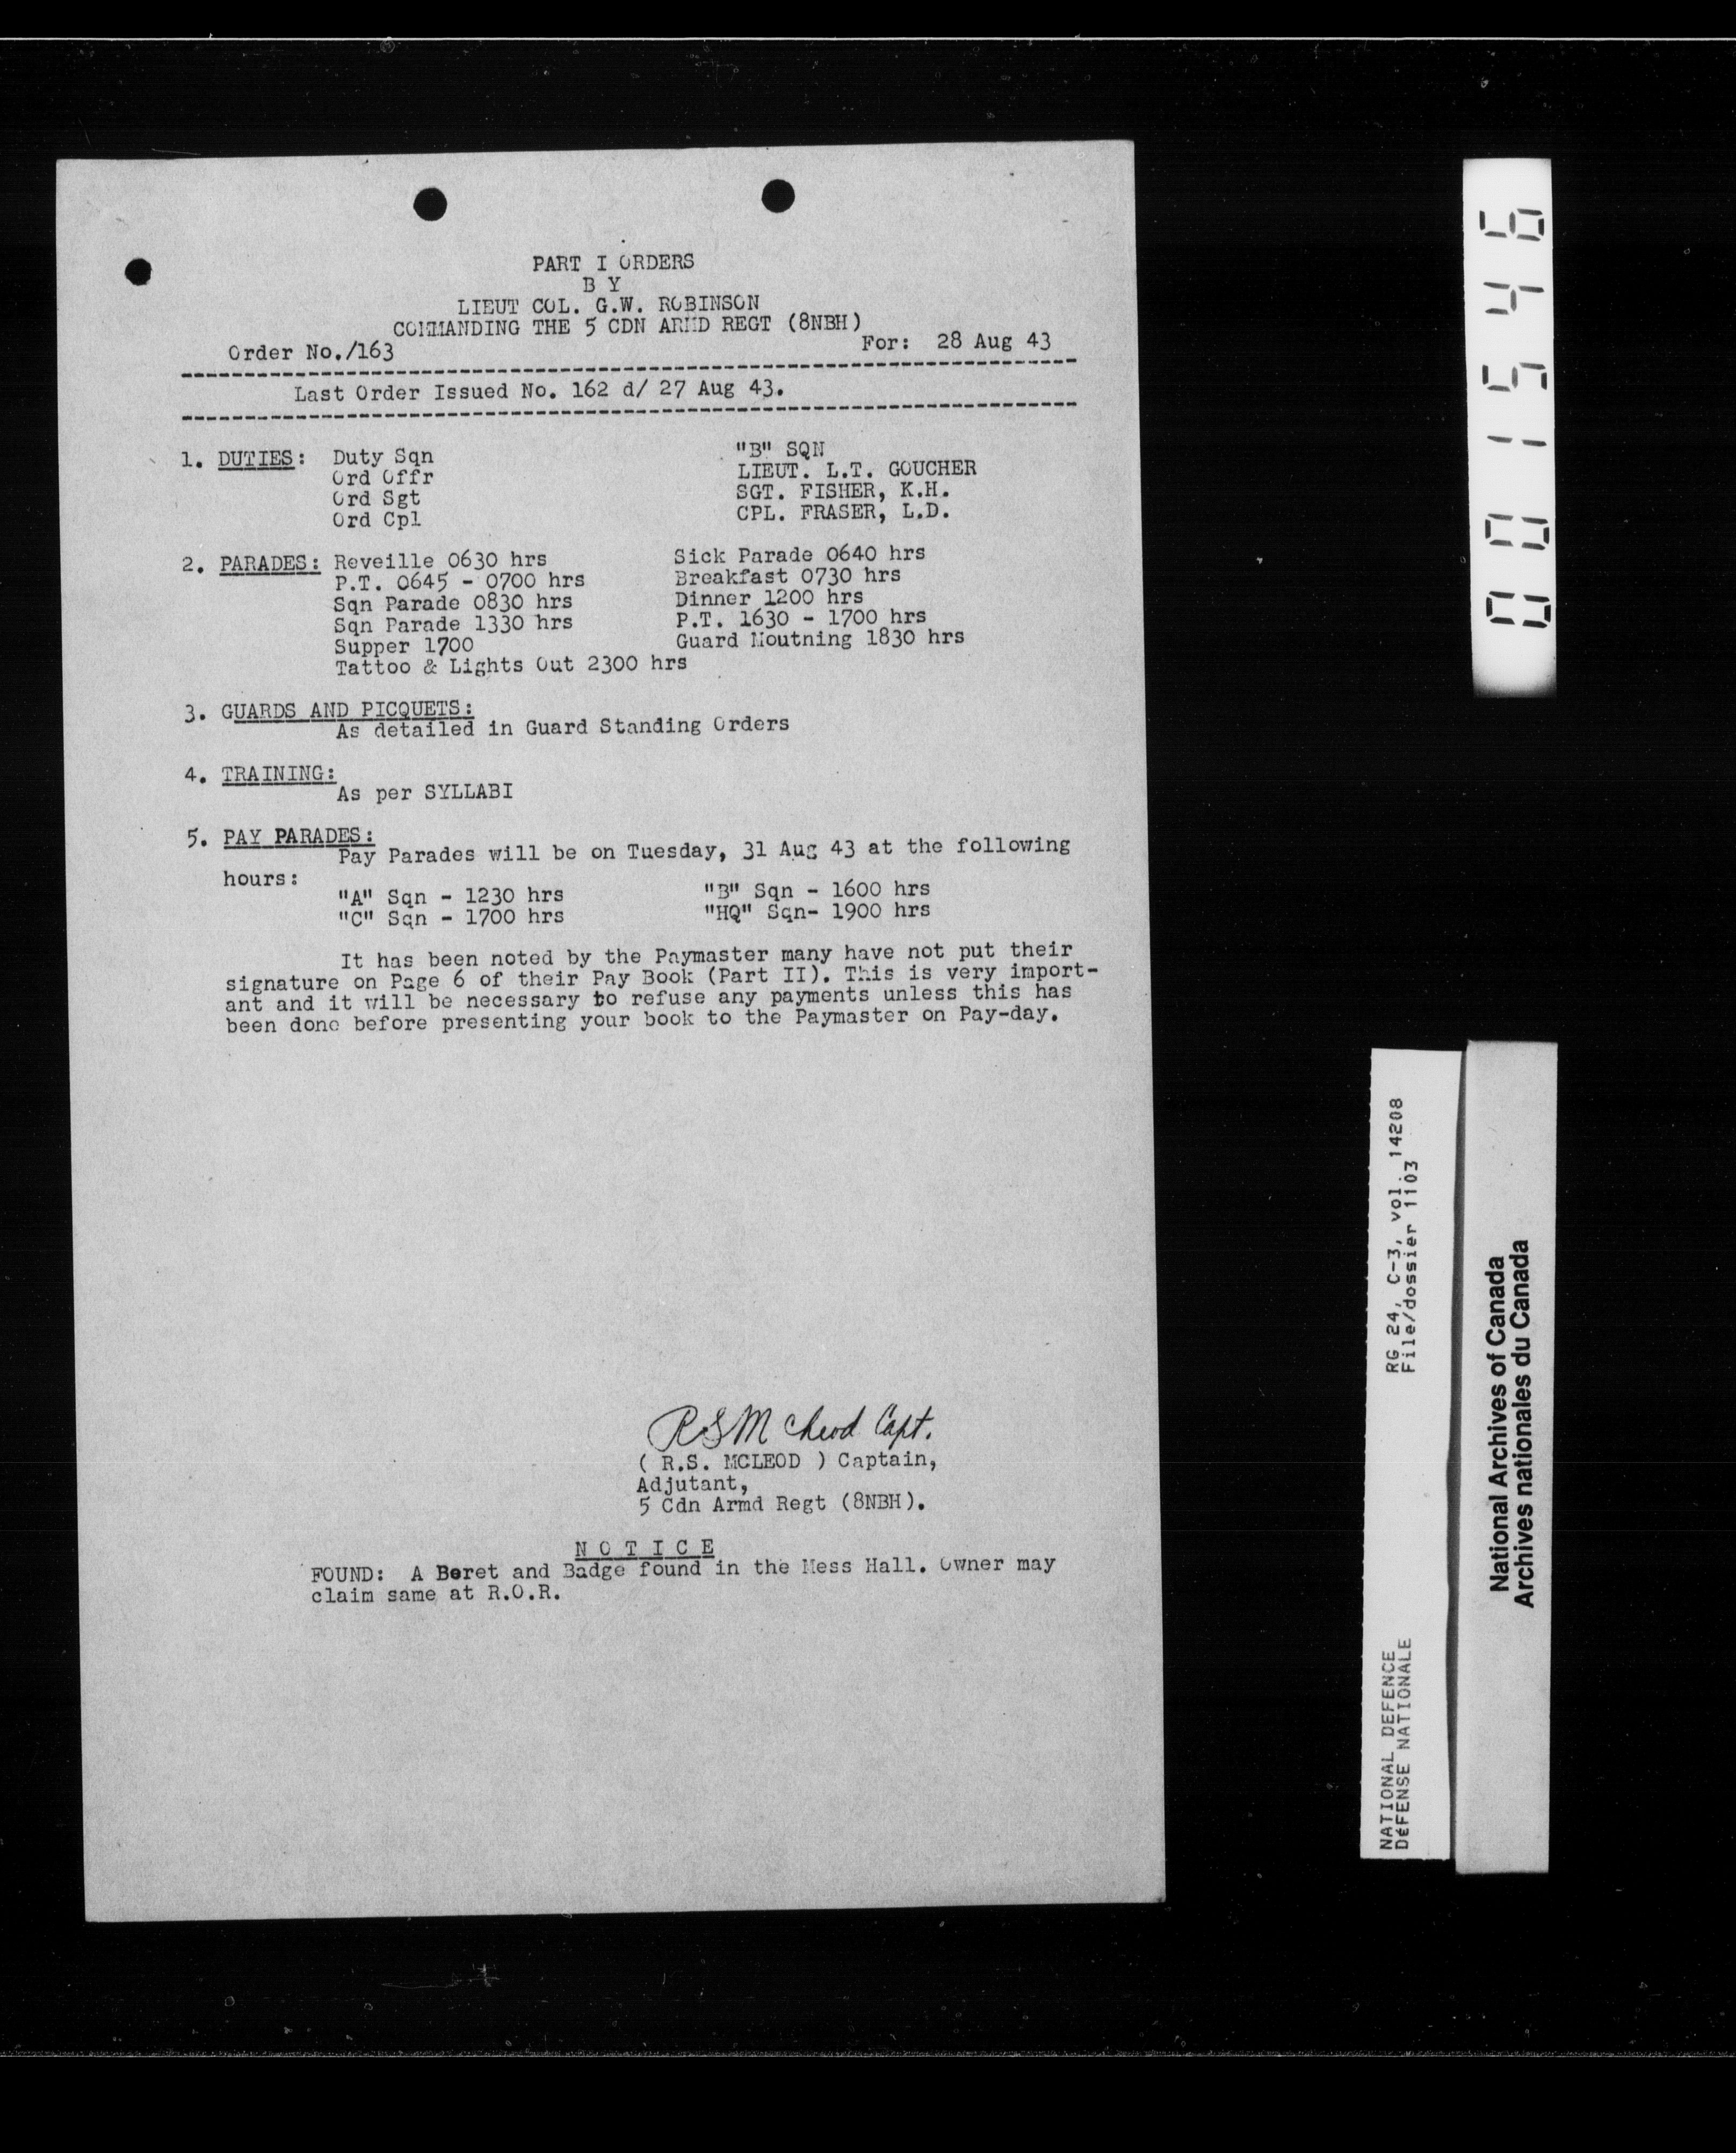 PART I ORDERS
B Y
LIEUT COL. G.W. ROBINSON
COMMANDING THE 5 CDN ARMD REGT (8NBH)
Order No./163 For: 28 Aug 43
Last Order Issued No. 162 d/ 27 Aug 43.
1. DUTIES: Duty Sqn "B" SQN
Ord Offr LIEUT. L.T. GOUCHER
Ord Sgt SGT. FISHER, K.H.
Ord Cpl CPL. FRASER, L.D.
2. PARADES: Reveille 0630 hrs Sick Parade 0640 hrs
P.T. 0645 - 0700 hrs Breakfast 0730 hrs
Sqn Parade 0830 hrs Dinner 1200 hrs
Sqn Parade 1330 hrs P.T. 1630 - 1700 hrs
Supper 1700 Guard Moutning 1830 hrs
Tattoo & Lights Out 2300 hrs
3. GUARDS AND PICQUETS:
As detailed in Guard Standing Orders
4. TRAINING:
As per SYLLABI
5. PAY PARADES:
Pay Parades will be on Tuesday, 31 Aug 43 at the following
hours:
"A" Sqn - 1230 hrs "B" Sqn - 1600 hrs
"C" Sqn - 1700 hrs "HQ" Sqn- 1900 hrs
It has been noted by the Paymaster many have not put their
signature on Page 6 of their Pay Book (Part II). This is very import-
ant and it will be necessary to refuse any payments unless this has
been done before presenting your book to the Paymaster on Pay-day.
RSMcLeod Capt.
( R.S. MCLEOD ) Captain,
Adjutant,
5 Cdn Armd Regt (8NBH).
N O T I C E
FOUND: A Beret and Badge found in the Mess Hall. Owner may
claim same at R.O.R.
001546
RG 24, C-3, vol. 14208
File/dossier 1103
NATIONAL DEFENCE
DÉFENSE NATIONALE
National Archives of Canada
Archives nationales du Canada